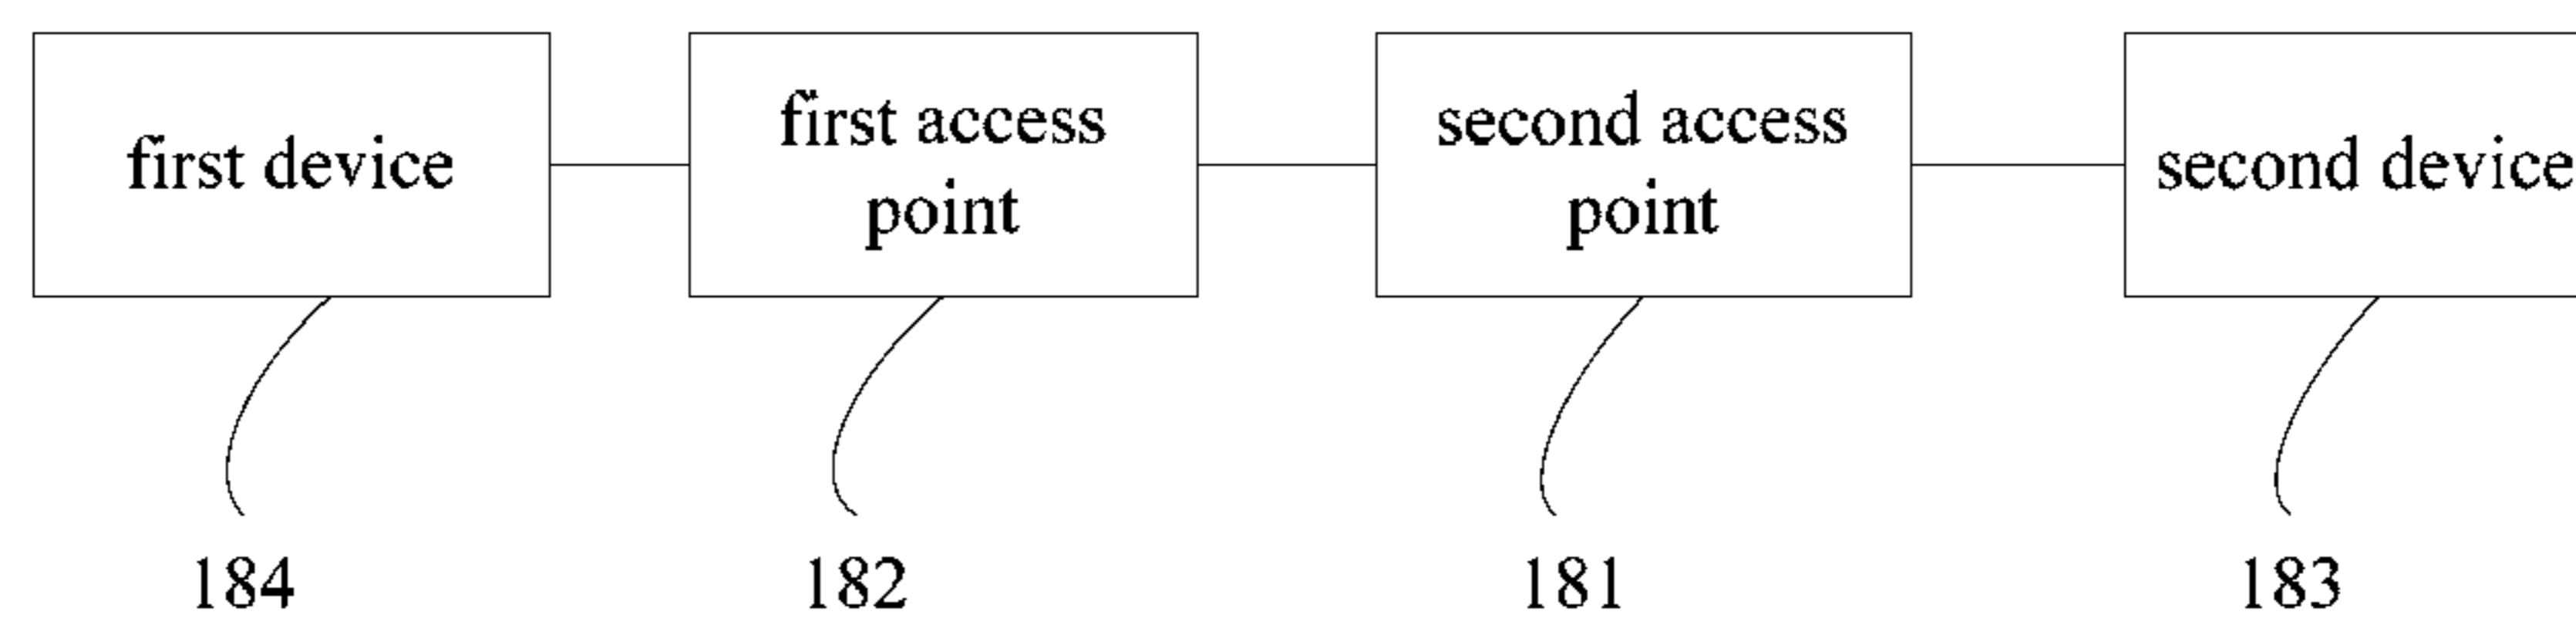 first device
first access
point
second access
point
second device
184
182
181
183